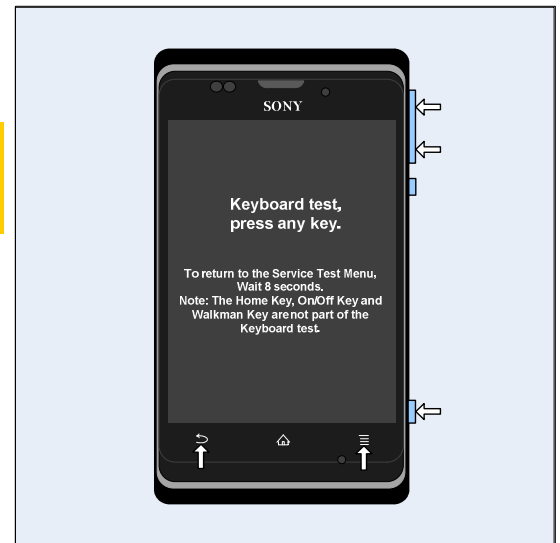 SONY
Keyboard test,
press any key.
To return to the Service Test Menu,
Wait 8 seconds.
Note: The Home Key, On/Off Key and
Walkman Key are not part of the
Keyboard test.